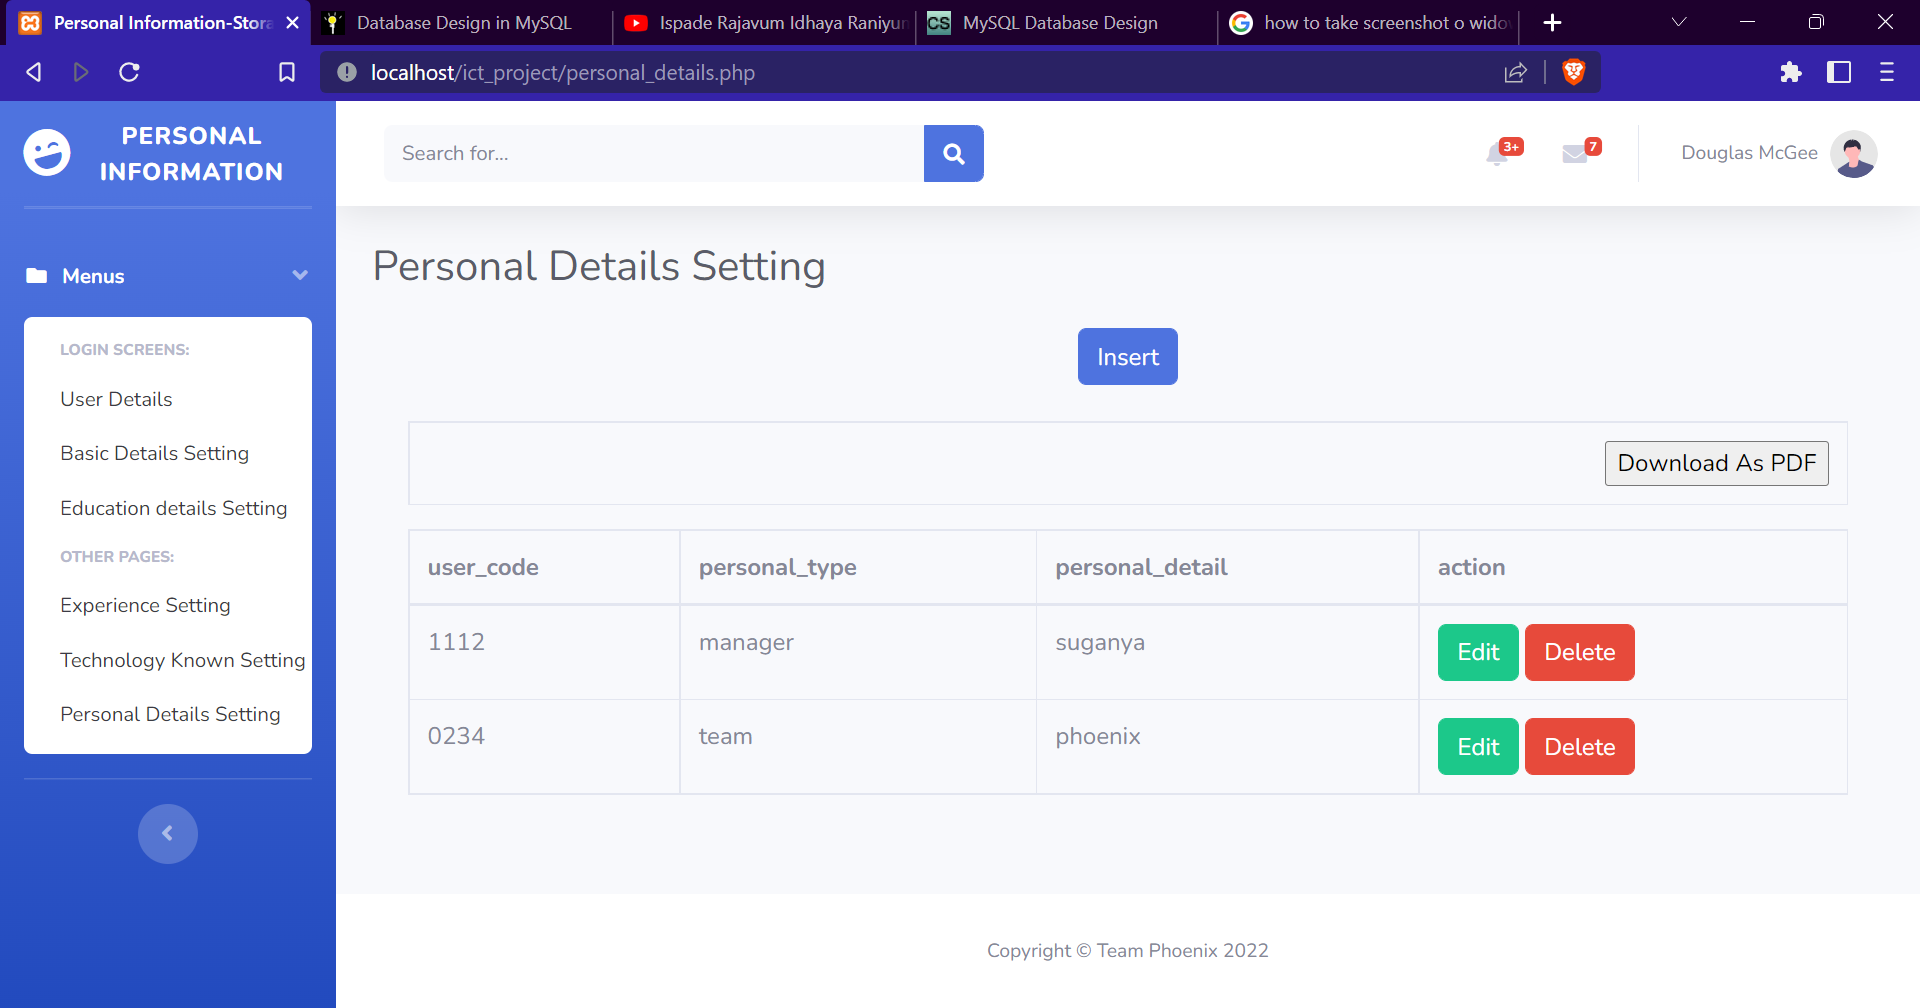 Personal Information-Stora
Database Design in MySQL
Ispade Rajavum Idhaya Raniyun
CS MySQL Database Design
how to take screenshot o widov
localhost/ict_project/personal_details.php
PERSONAL
INFORMATION
Search for...
3+
7
Douglas McGee
Menus
LOGIN SCREENS:
User Details
Basic Details Setting
Education details Setting
OTHER PAGES:
Experience Setting
Technology Known Setting
Personal Details Setting
Personal Details Setting
Insert
Download As PDF
user_code personal_type personal_detail action
1112 manager suganya Edit Delete
0234 team phoenix Edit Delete
Copyright © Team Phoenix 2022